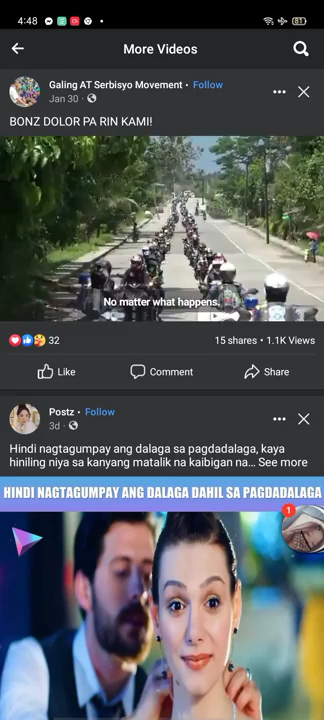 4:48
81
More Videos
Galing AT Serbisyo Movement • Follow
Jan 30 •
BONZ DOLOR PA RIN KAMI!
No matter what happens.
32
15 shares • 1.1K Views
Like
Comment
Share
Postz • Follow
3d •
Hindi nagtagumpay ang dalaga sa pagdadalaga, kaya
hiniling niya sa kanyang matalik na kaibigan na... See more
HINDI NAGTAGUMPAY ANG DALAGA DAHIL SA PAGDADALAGA
1